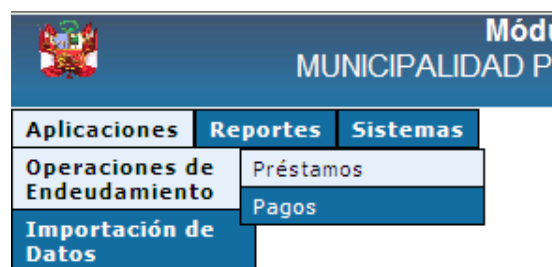 Módu
MUNICIPALIDAD P
Aplicaciones Reportes Sistemas
Operaciones de Préstamos
Endeudamiento
Pagos
Importación de
Datos